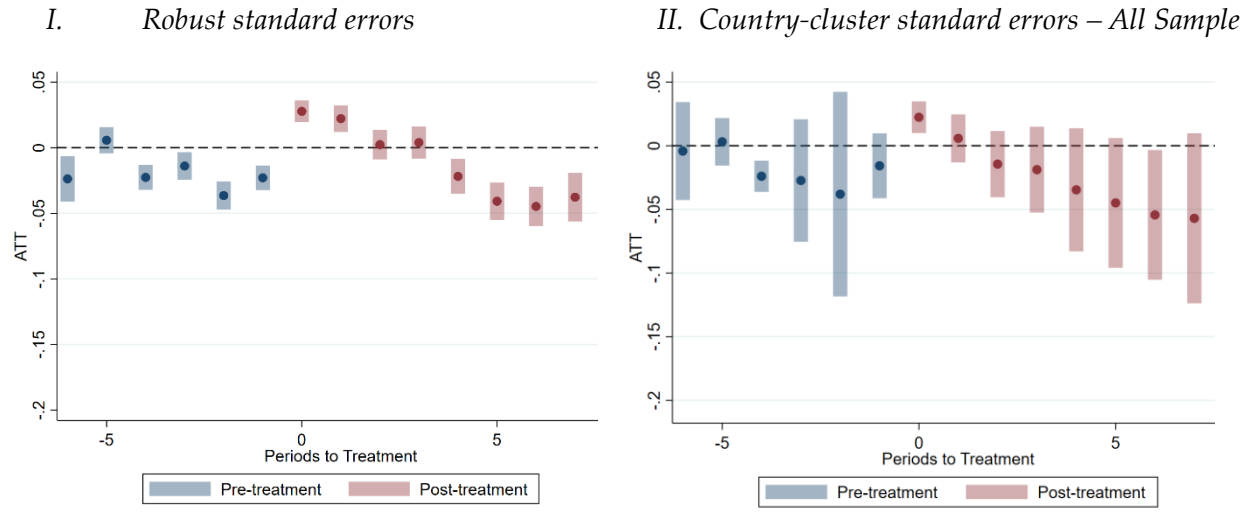 I. Robust standard errors
II. Country-cluster standard errors – All Sample
.05
0
-.05
-.1
-.15
-.2
ATT
-5
0
5
Periods to Treatment
Pre-treatment
Post-treatment
.05
0
-.05
-.1
-.15
-.2
ATT
-5
0
5
Periods to Treatment
Pre-treatment
Post-treatment